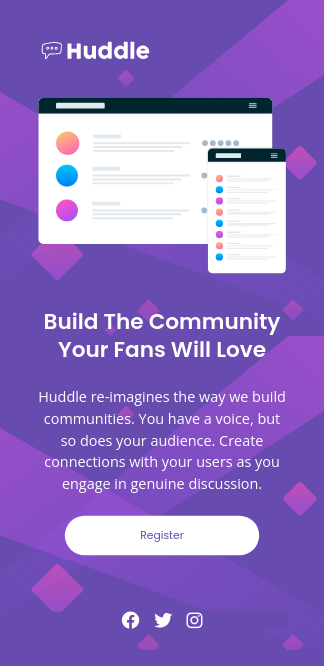 Huddle
Build The Community
Your Fans Will Love
Huddle re-imagines the way we build
communities. You have a voice, but
so does your audience. Create
connections with your users as you
engage in genuine discussion.
Register